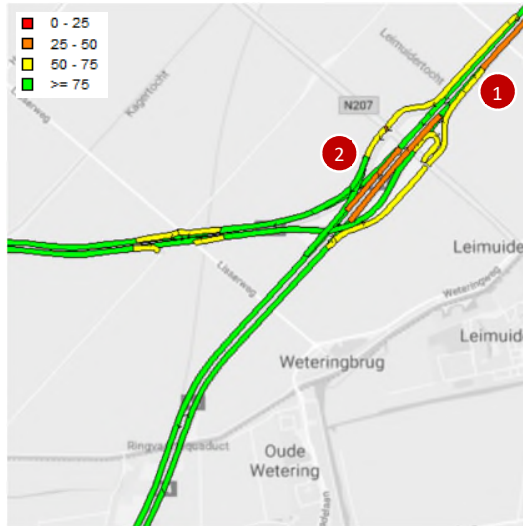 0 - 25
25 - 50
50 - 75
>= 75
Leimuidertocht
Kagertocht
Lisserweg
N207
1
2
Leimuide
Lisserweg
Weteringweg
Leimuide
Weteringbrug
Oude
Wetering